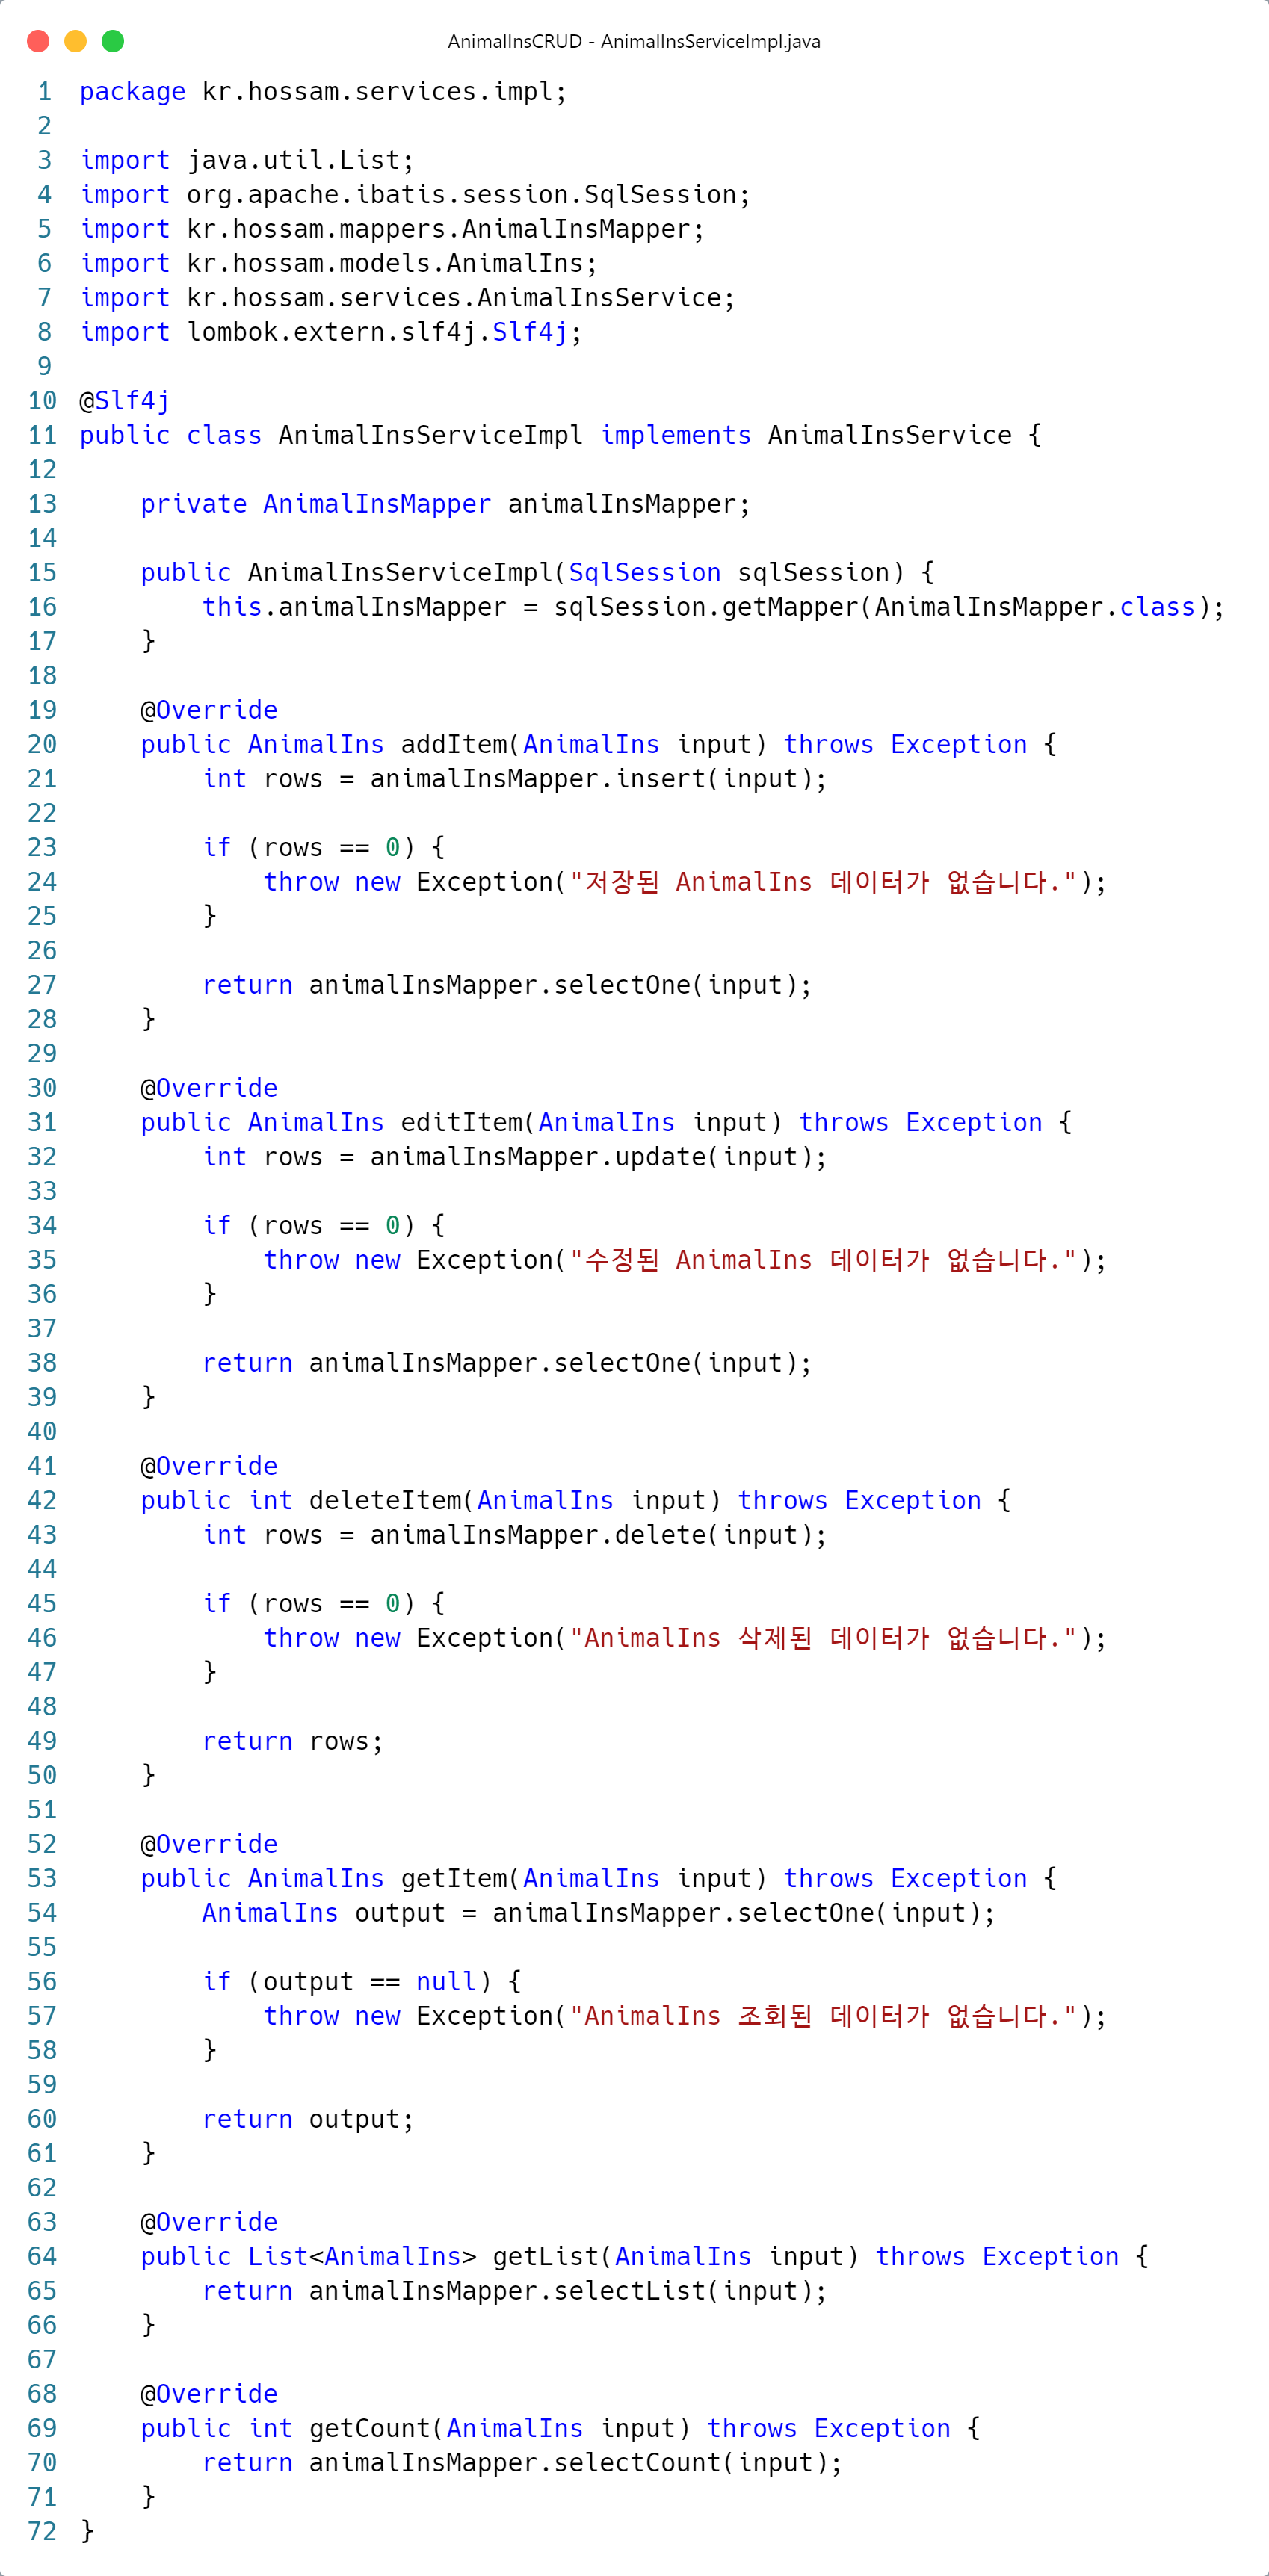 AnimalInsCRUD - AnimalInsServiceImpl.java
1 package kr.hossam.services.impl;
2
3 import java.util.List;
4 import org.apache.ibatis.session.SqlSession;
5 import kr.hossam.mappers.AnimalInsMapper;
6 import kr.hossam.models.AnimalIns;
7 import kr.hossam.services.AnimalInsService;
8 import lombok.extern.slf4j.Slf4j;
9
10 @Slf4j
11 public class AnimalInsServiceImpl implements AnimalInsService {
12
13     private AnimalInsMapper animalInsMapper;
14
15     public AnimalInsServiceImpl(SqlSession sqlSession) {
16         this.animalInsMapper = sqlSession.getMapper(AnimalInsMapper.class);
17     }
18
19     @Override
20     public AnimalIns addItem(AnimalIns input) throws Exception {
21         int rows = animalInsMapper.insert(input);
22
23         if (rows == 0) {
24             throw new Exception("저장된 AnimalIns 데이터가 없습니다.");
25         }
26
27         return animalInsMapper.selectOne(input);
28     }
29
30     @Override
31     public AnimalIns editItem(AnimalIns input) throws Exception {
32         int rows = animalInsMapper.update(input);
33
34         if (rows == 0) {
35             throw new Exception("수정된 AnimalIns 데이터가 없습니다.");
36         }
37
38         return animalInsMapper.selectOne(input);
39     }
40
41     @Override
42     public int deleteItem(AnimalIns input) throws Exception {
43         int rows = animalInsMapper.delete(input);
44
45         if (rows == 0) {
46             throw new Exception("AnimalIns 삭제된 데이터가 없습니다.");
47         }
48
49         return rows;
50     }
51
52     @Override
53     public AnimalIns getItem(AnimalIns input) throws Exception {
54         AnimalIns output = animalInsMapper.selectOne(input);
55
56         if (output == null) {
57             throw new Exception("AnimalIns 조회된 데이터가 없습니다.");
58         }
59
60         return output;
61     }
62
63     @Override
64     public List<AnimalIns> getList(AnimalIns input) throws Exception {
65         return animalInsMapper.selectList(input);
66     }
67
68     @Override
69     public int getCount(AnimalIns input) throws Exception {
70         return animalInsMapper.selectCount(input);
71     }
72 }